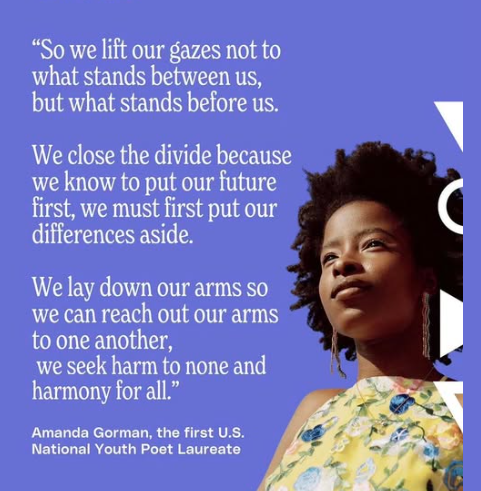 “So we lift our gazes not to
what stands between us,
but what stands before us.
We close the divide because
we know to put our future
first, we must first put our
differences aside.
We lay down our arms so
we can reach out our arms
to one another,
we seek harm to none and
harmony for all.”
Amanda Gorman, the first U.S.
National Youth Poet Laureate